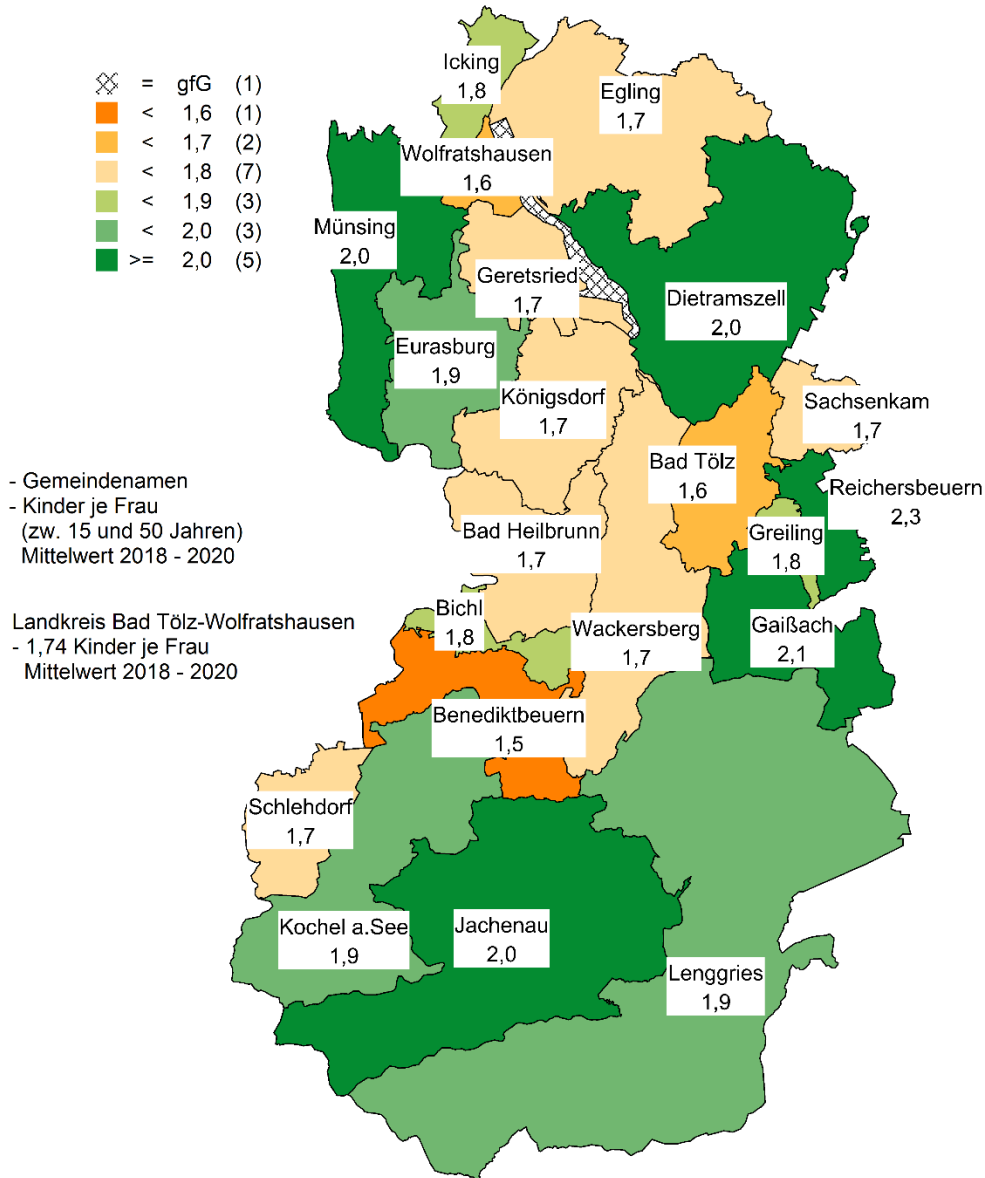 = gfG (1)
< 1,6 (1)
< 1,7 (2)
< 1,8 (7)
< 1,9 (3)
< 2,0 (3)
>= 2,0 (5)
Icking
1,8
Egling
1,7
Wolfratshausen
1,6
Münsing
2,0
Geretsried
1,7
Dietramszell
2,0
Eurasburg
1,9
Königsdorf
1,7
Sachsenkam
1,7
Bad Tölz
1,6
Reichersbeuern
2,3
- Gemeindenamen
- Kinder je Frau
(zw. 15 und 50 Jahren)
Mittelwert 2018 - 2020
Bad Heilbrunn
1,7
Greiling
1,8
Landkreis Bad Tölz-Wolfratshausen
- 1,74 Kinder je Frau
Mittelwert 2018 - 2020
Bichl
1,8
Wackersberg
1,7
Gaißach
2,1
Benediktbeuern
1,5
Schlehdorf
1,7
Kochel a.See
1,9
Jachenau
2,0
Lenggries
1,9